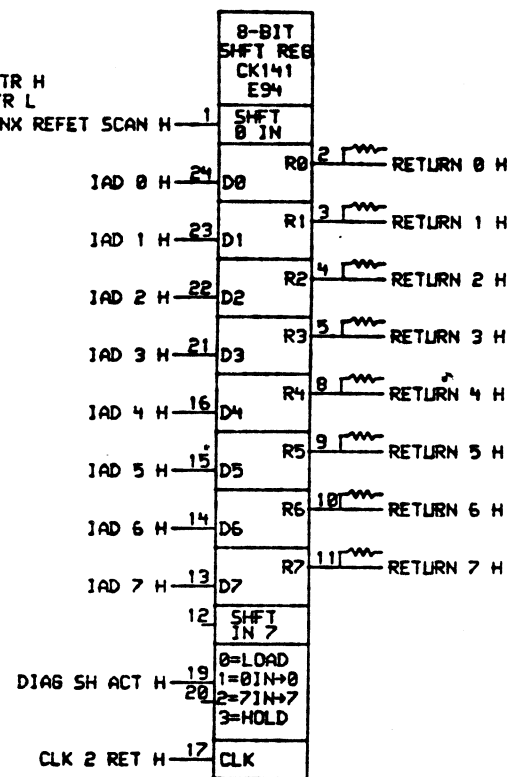 8-BIT
SHFT REG
CK141
E94
TR H
TR L
NX REFET SCAN H 1 SHFT
0 IN
R0 2 RETURN 0 H
IAD 0 H 24 D0
R1 3 RETURN 1 H
IAD 1 H 23 D1
R2 4 RETURN 2 H
IAD 2 H 22 D2
R3 5 RETURN 3 H
IAD 3 H 21 D3
R4 8 RETURN 4 H
IAD 4 H 16 D4
R5 9 RETURN 5 H
IAD 5 H 15 D5
R6 10 RETURN 6 H
IAD 6 H 14 D6
R7 11 RETURN 7 H
IAD 7 H 13 D7
12 SHFT
IN 7
0=LOAD
DIAG SH ACT H 19 1=0IN→0
20 2=7IN→7
3=HOLD
CLK 2 RET H 17 CLK